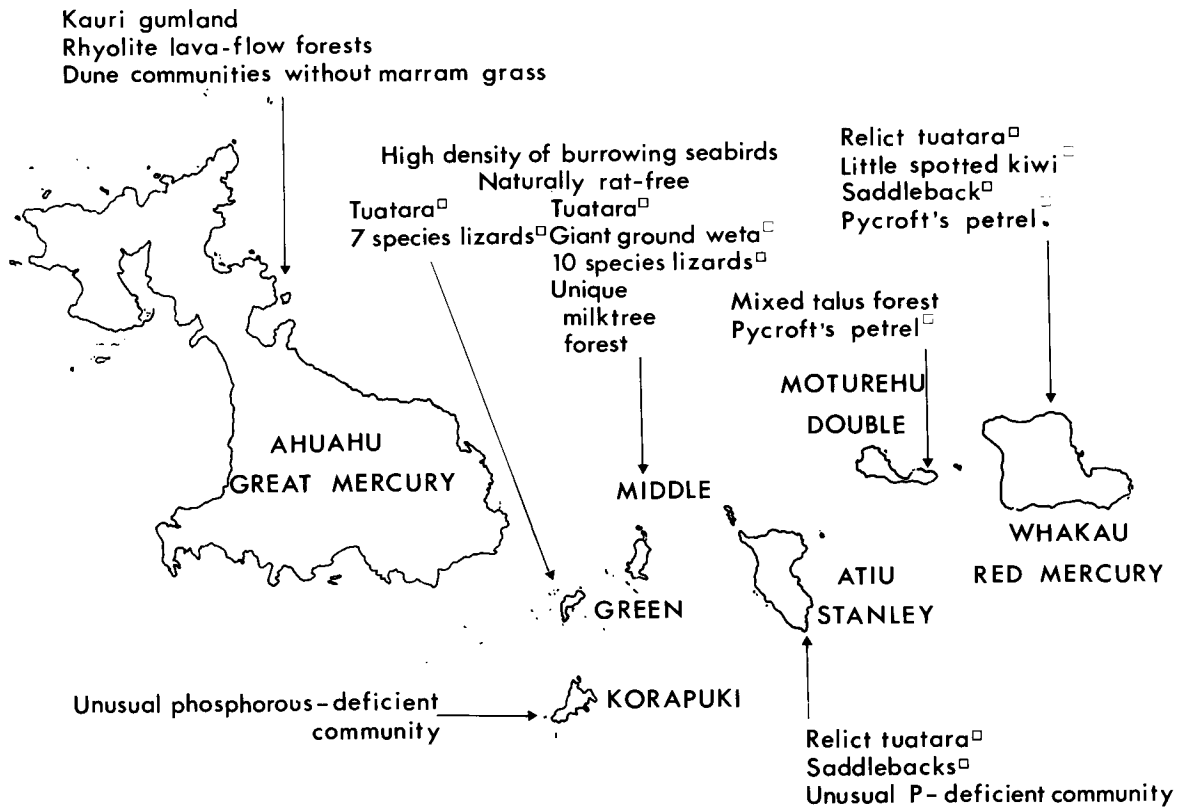 Kauri gumland
Rhyolite lava-flow forests
Dune communities without marram grass
High density of burrowing seabirds
Naturally rat-free
Tuatara□
7 species lizards□
Tuatara□
Giant ground weta□
10 species lizards□
Unique
milktree
forest
Relict tuatara□
Little spotted kiwi□
Saddleback□
Pycroft's petrel□
Mixed talus forest
Pycroft's petrel□
MOTUREHU
DOUBLE
AHUAHU
GREAT MERCURY
MIDDLE
WHAKAU
RED MERCURY
ATIU
STANLEY
GREEN
KORAPUKI
Unusual phosphorous-deficient
community
Relict tuatara□
Saddlebacks□
Unusual P-deficient community